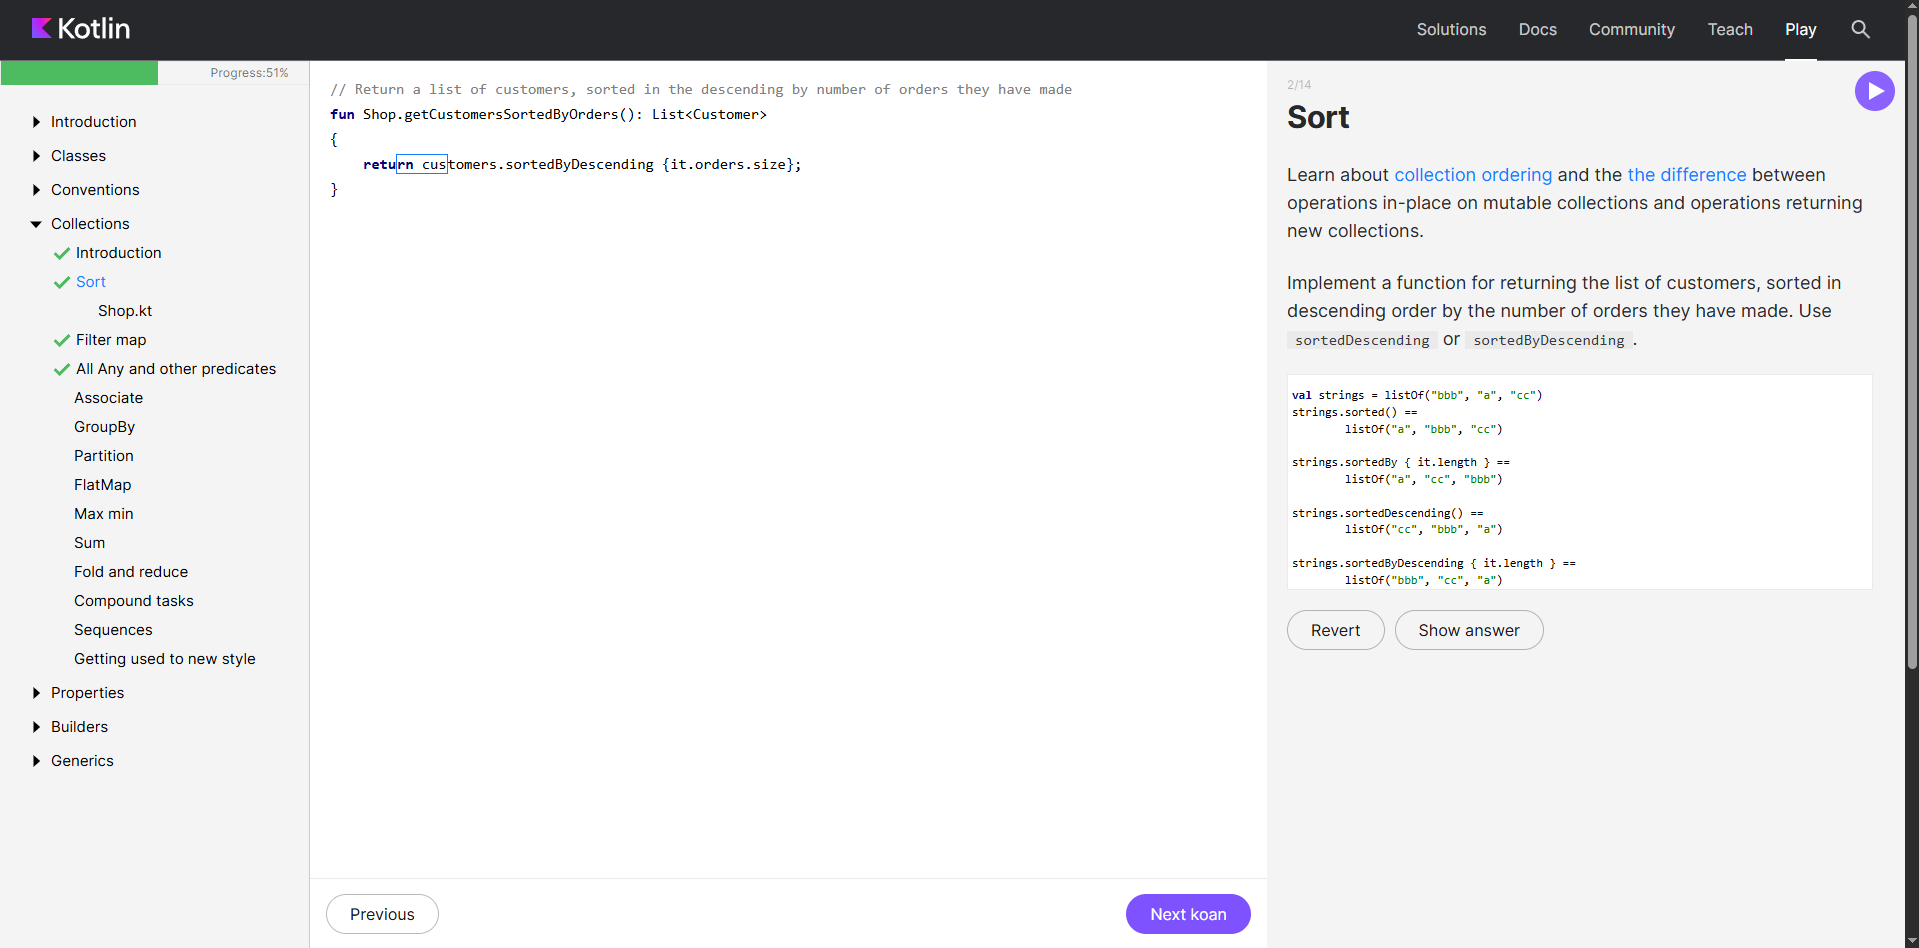 Kotlin
Solutions
Docs
Community
Teach
Play
Progress:51%
Introduction
Classes
Conventions
Collections
Introduction
Sort
Shop.kt
Filter map
All Any and other predicates
Associate
GroupBy
Partition
FlatMap
Max min
Sum
Fold and reduce
Compound tasks
Sequences
Getting used to new style
Properties
Builders
Generics
// Return a list of customers, sorted in the descending by number of orders they have made
fun Shop.getCustomersSortedByOrders(): List<Customer>
{
    return customers.sortedByDescending {it.orders.size};
}
Previous
Next koan
2/14
Sort
Learn about collection ordering and the the difference between
operations in-place on mutable collections and operations returning
new collections.
Implement a function for returning the list of customers, sorted in
descending order by the number of orders they have made. Use
sortedDescending or sortedByDescending.
val strings = listOf("bbb", "a", "cc")
strings.sorted() ==
        listOf("a", "bbb", "cc")
strings.sortedBy { it.length } ==
        listOf("a", "cc", "bbb")
strings.sortedDescending() ==
        listOf("cc", "bbb", "a")
strings.sortedByDescending { it.length } ==
        listOf("bbb", "cc", "a")
Revert
Show answer